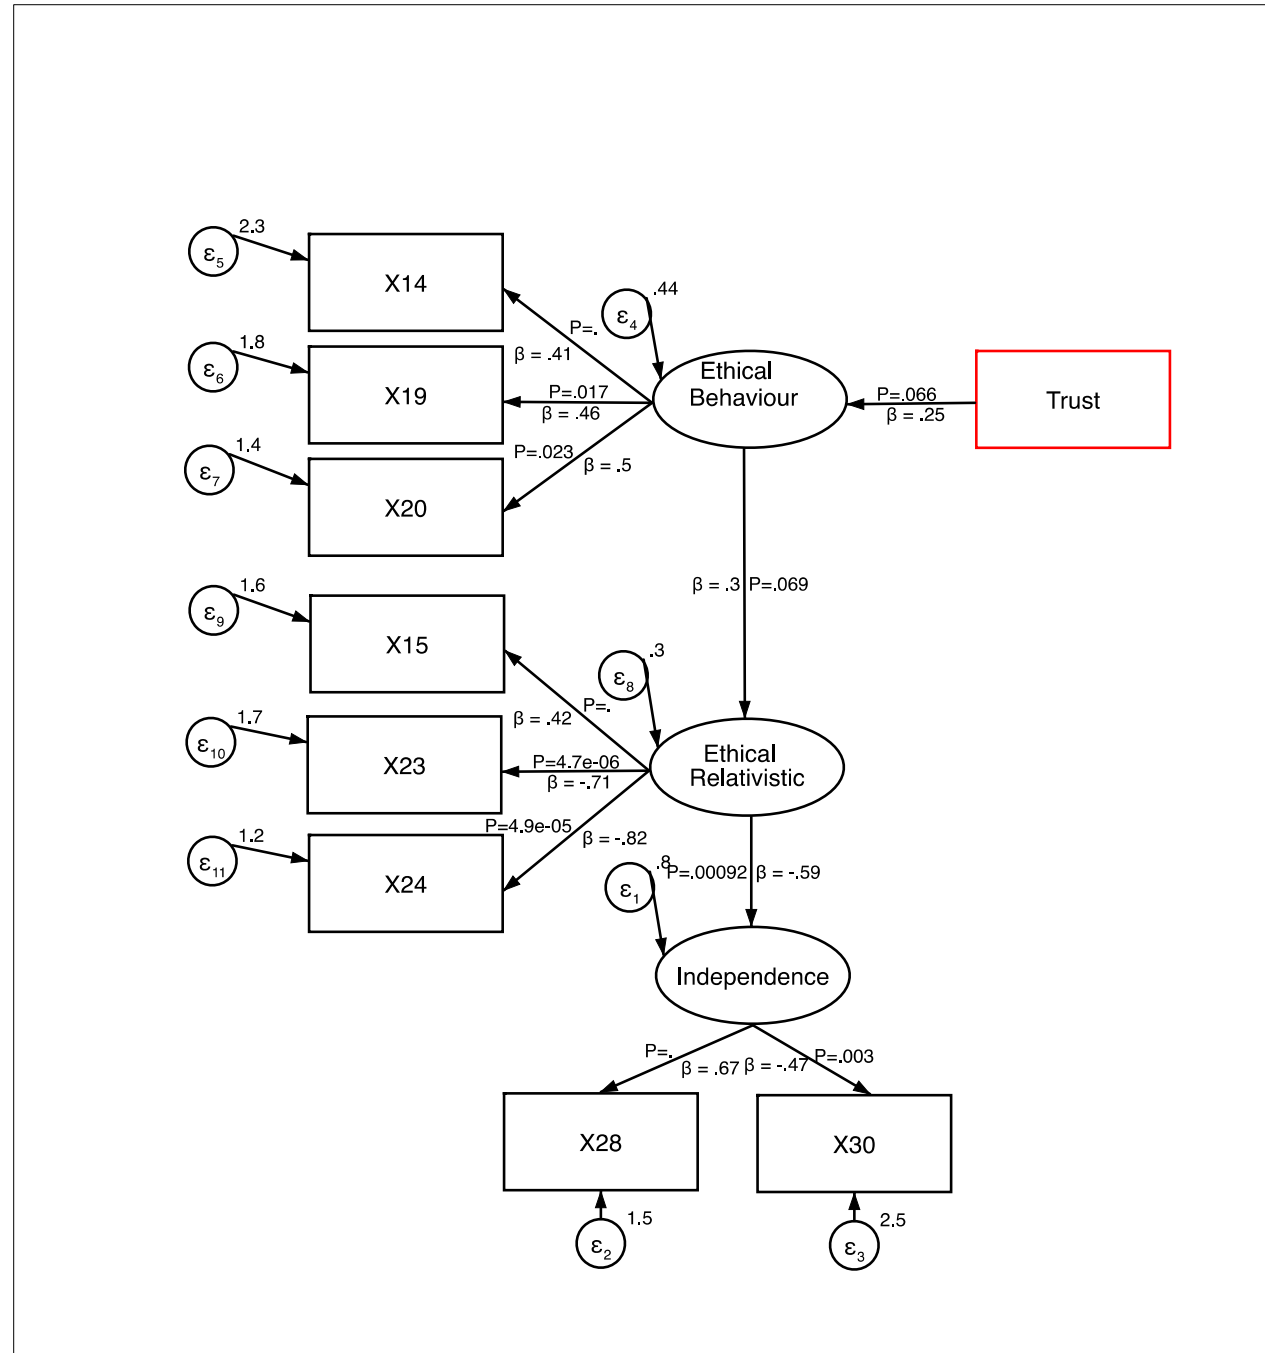 2.3
ε5
X14
.44
ε4
P=.
β = .41
1.8
ε6
X19
P=.017
β = .46
Ethical
Behaviour
P=.066
β = .25
Trust
1.4
ε7
X20
P=.023
β = .5
β = .3
P=.069
1.6
ε9
X15
.3
ε8
P=.
β = .42
1.7
ε10
X23
P=4.7e-06
β = -.71
Ethical
Relativistic
1.2
ε11
X24
P=4.9e-05
β = -.82
.8
ε1
P=.00092
β = -.59
Independence
P=.
β = .67
β = -.47
P=.003
X28
X30
1.5
ε2
2.5
ε3